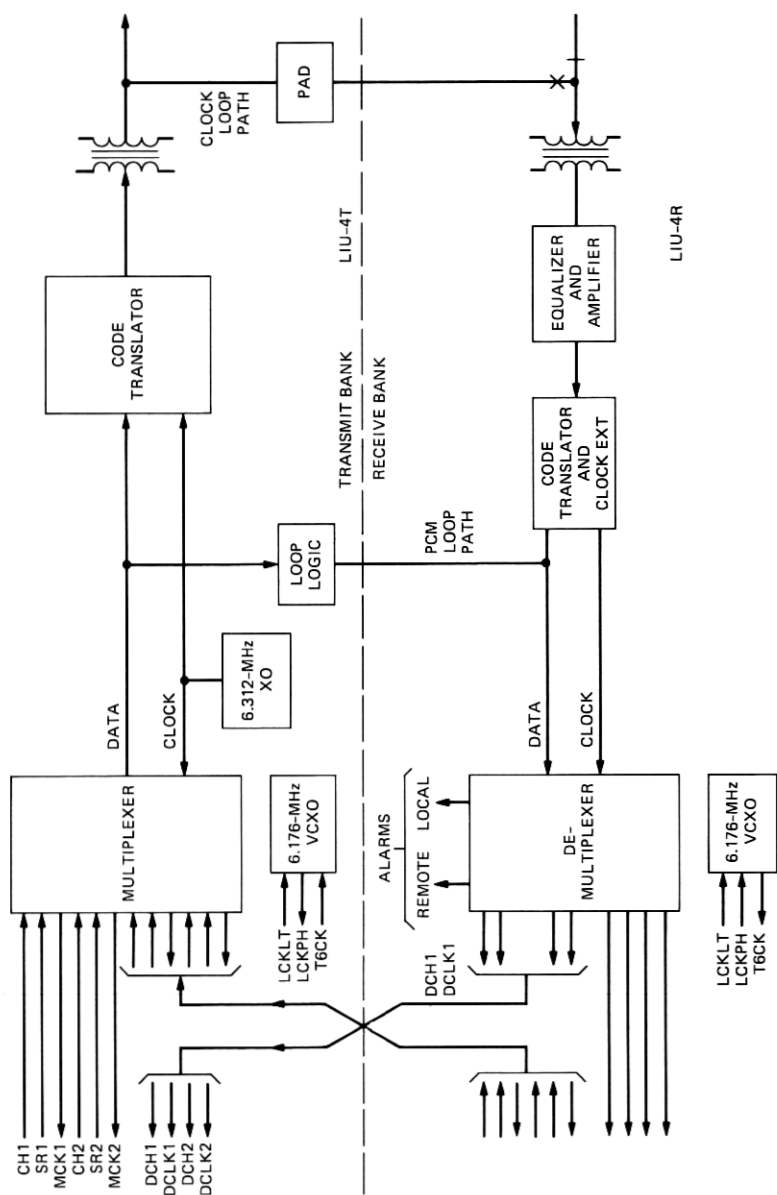 CH1
SR1
MCK1
CH2
SR2
MCK2
DCH1
DCLK1
DCH2
DCLK2
MULTIPLEXER
DATA
CLOCK
6.312-MHz
XO
CODE
TRANSLATOR
CLOCK
LOOP
PATH
PAD
LCKLT
LCKPH
T6CK
6.176-MHz
VCXO
LOOP
LOGIC
TRANSMIT BANK
LIU-4T
RECEIVE BANK
PCM
LOOP
PATH
DCH1
DCLK1
ALARMS
REMOTE
LOCAL
DE-
MULTIPLEXER
DATA
CLOCK
CODE
TRANSLATOR
AND
CLOCK EXT
EQUALIZER
AND
AMPLIFIER
LIU-4R
LCKLT
LCKPH
T6CK
6.176-MHz
VCXO